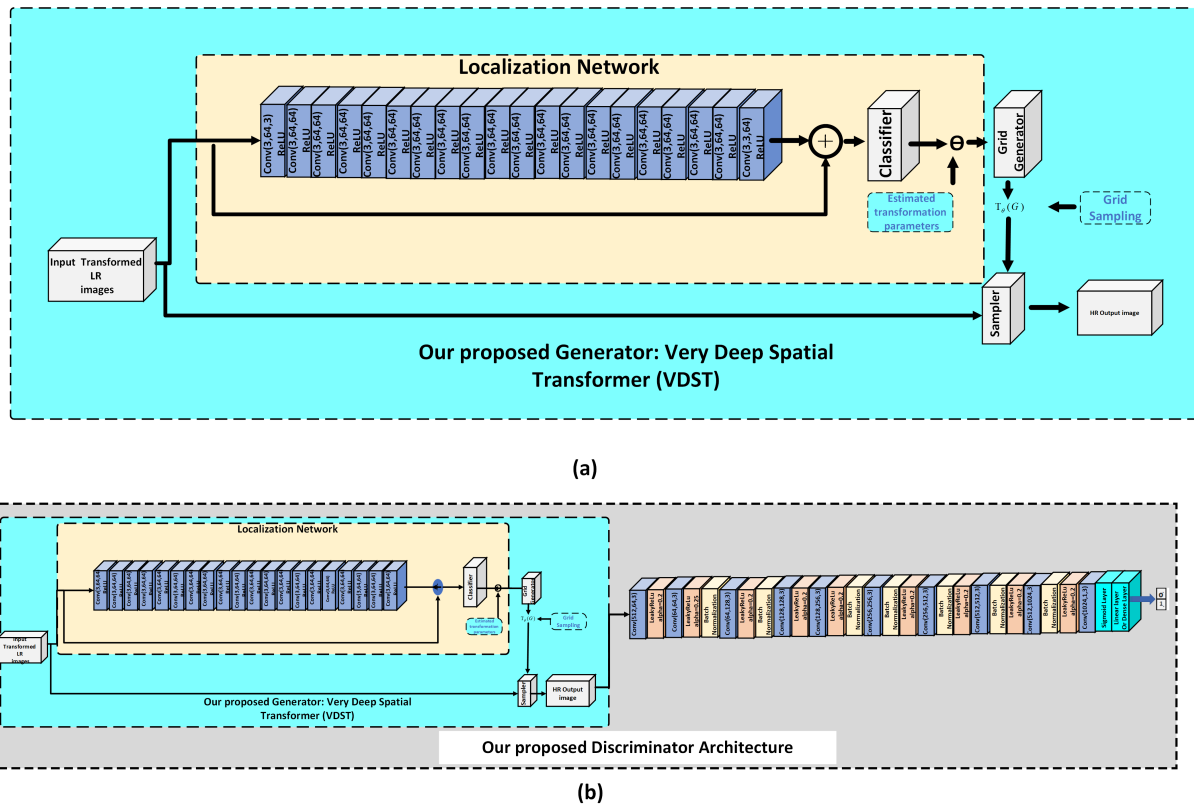 Localization Network
Conv(3,64,3)
ReLU
Conv(3,64,64)
ReLU
Conv(3,64,64)
ReLU
Conv(3,64,64)
ReLU
Conv(3,64,64)
ReLU
Conv(3,64,64)
ReLU
Conv(3,64,64)
ReLU
Conv(3,64,64)
ReLU
Conv(3,64,64)
ReLU
Conv(3,64,64)
ReLU
Conv(3,64,64)
ReLU
Conv(3,64,64)
ReLU
Conv(3,64,64)
ReLU
Conv(3,64,64)
ReLU
Conv(3,64,64)
ReLU
Conv(3,64,64)
ReLU
Conv(3,64,64)
ReLU
Conv(3,64,64)
ReLU
Conv(3,64,64)
ReLU
Conv(3,3,64)
ReLU
+
Classifier
Θ
Grid
Generator
Estimated
transformation
parameters
T_θ(G)
Grid
Sampling
Input Transformed
LR
images
Sampler
HR Output image
Our proposed Generator: Very Deep Spatial
Transformer (VDST)
(a)
Localization Network
Classifier
Θ
Grid
Estimated
transformation
parameters
T_θ(G)
Grid
Sampling
Input
Transformed
LR
Images
Sampler
HR Output
image
Our proposed Generator: Very Deep Spatial
Transformer (VDST)
Conv(512,64,3)
LeakyReLu
alpha=0.2
Conv(64,64,3)
LeakyReLu
alpha=0.25
Batch
Normalization
Conv(64,128,3)
LeakyReLu
alpha=0.2
Batch
Normalization
Conv(128,128,3)
LeakyReLu
alpha=0.2
Conv(128,256,3)
LeakyReLu
alpha=0.2
Batch
Normalization
Conv(256,256,3)
Batch
Normalization
LeakyReLu
alpha=0.2
Conv(256,512,3)
Batch
Normalization
LeakyReLu
alpha=0.2
Conv(512,512,3)
Batch
Normalization
LeakyReLu
alpha=0.2
Conv(512,1024,3)
Batch
Normalization
LeakyReLu
alpha=0.2
Conv(1024,1,3)
Sigmoid layer
Linear layer
Or Dense layer
0
1
Our proposed Discriminator Architecture
(b)